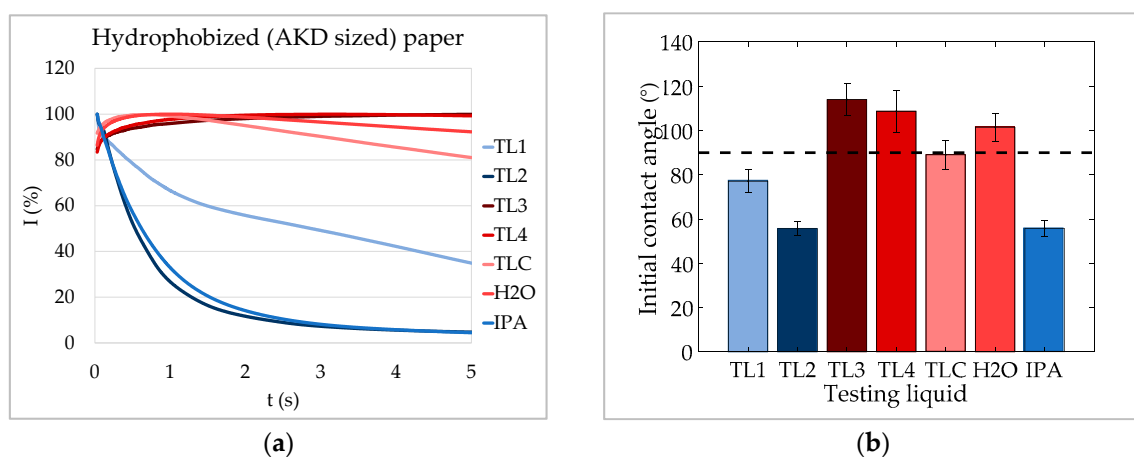 Hydrophobized (AKD sized) paper
120
100
80
60
40
20
0
I (%)
0 1 2 3 4 5
t (s)
TL1
TL2
TL3
TL4
TLC
H2O
IPA
(a)
140
120
100
80
60
40
20
0
Initial contact angle (°)
TL1 TL2 TL3 TL4 TLC H2O IPA
Testing liquid
(b)